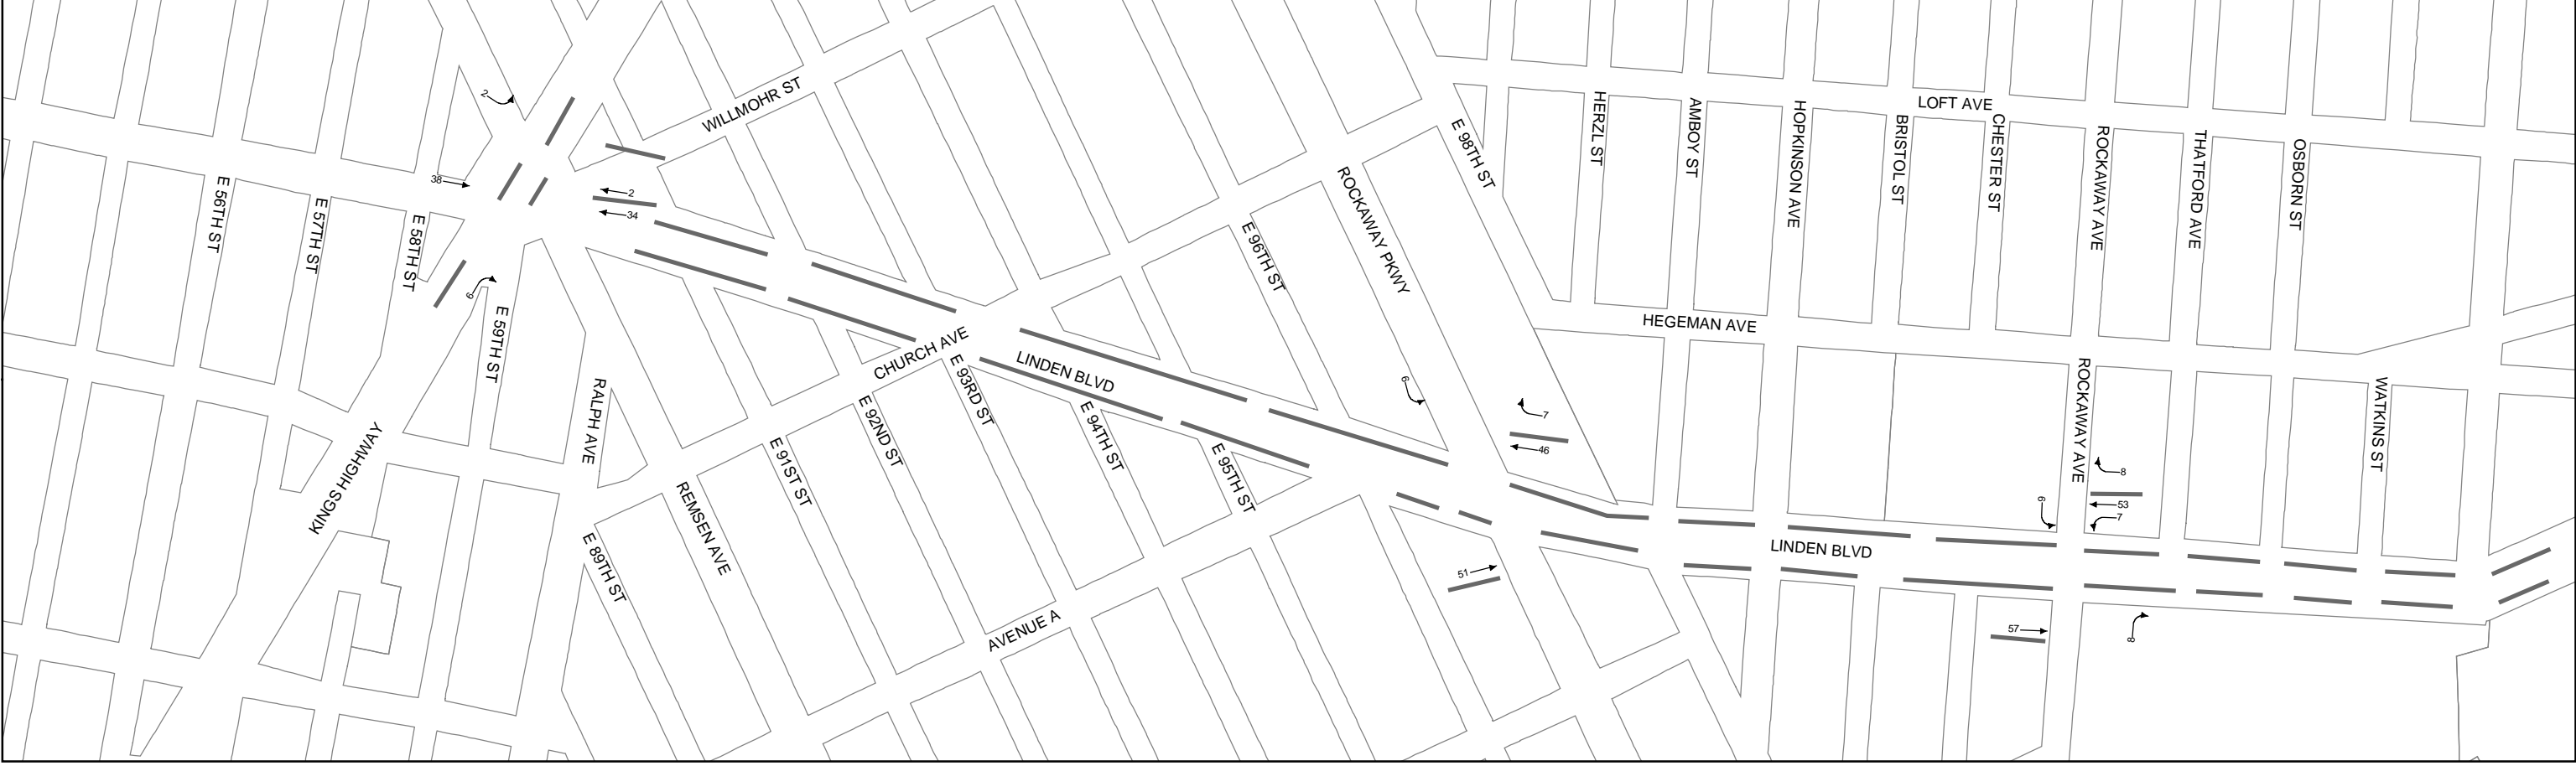 2
WILLMOHR ST
LOFT AVE
HERZL ST
AMBOY ST
HOPKINSON AVE
BRISTOL ST
CHESTER ST
ROCKAWAY AVE
THATFORD AVE
OSBORN ST
E 98TH ST
38
2
34
E 56TH ST
E 57TH ST
E 58TH ST
ROCKAWAY PKWY
E 96TH ST
6
E 59TH ST
HEGEMAN AVE
CHURCH AVE
E 93RD ST
LINDEN BLVD
6
7
46
ROCKAWAY AVE
WATKINS ST
RALPH AVE
E 92ND ST
E 94TH ST
KINGS HIGHWAY
E 91ST ST
E 95TH ST
8
6
53
7
REMSEN AVE
E 89TH ST
LINDEN BLVD
51
AVENUE A
57
8